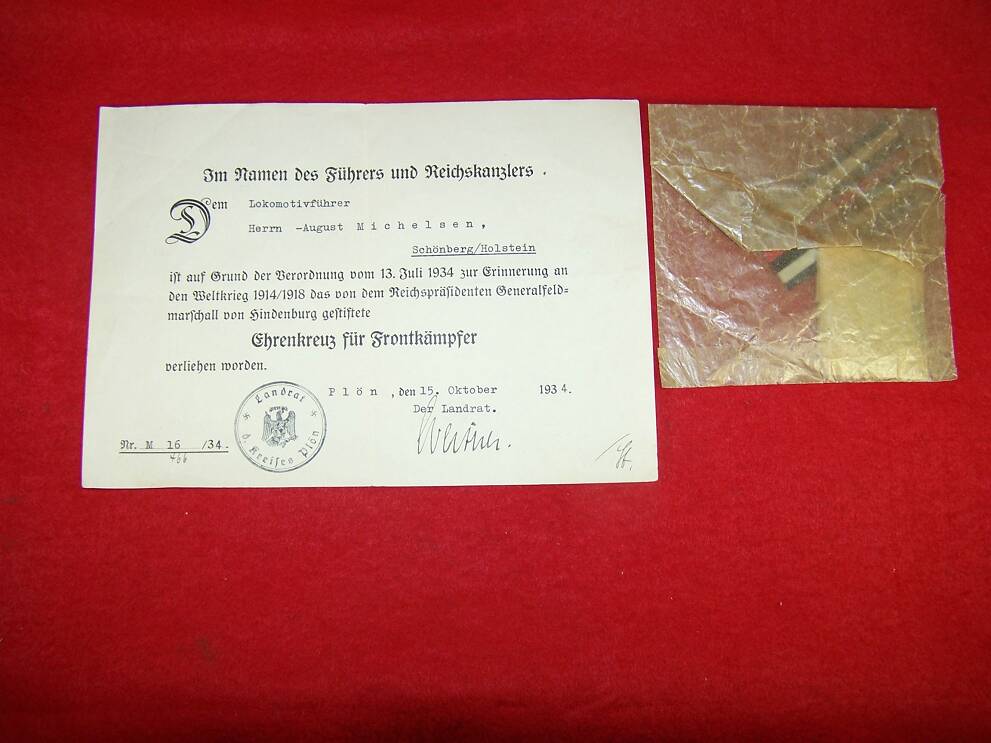 Im Namen des Führers und Reichskanzlers.
Dem Lokomotivführer
Herrn -August Michelsen,
Schönberg/Holstein
ist auf Grund der Verordnung vom 13. Juli 1934 zur Erinnerung an
den Weltkrieg 1914/1918 das von dem Reichspräsidenten Generalfeld=
marschall von Hindenburg gestiftete
Ehrenkreuz für Frontkämpfer
verliehen worden.
Plön, den 15. Oktober 1934.
Der Landrat.
Nr. M 16 /34.
466
Landrat
d. Kreises Plön